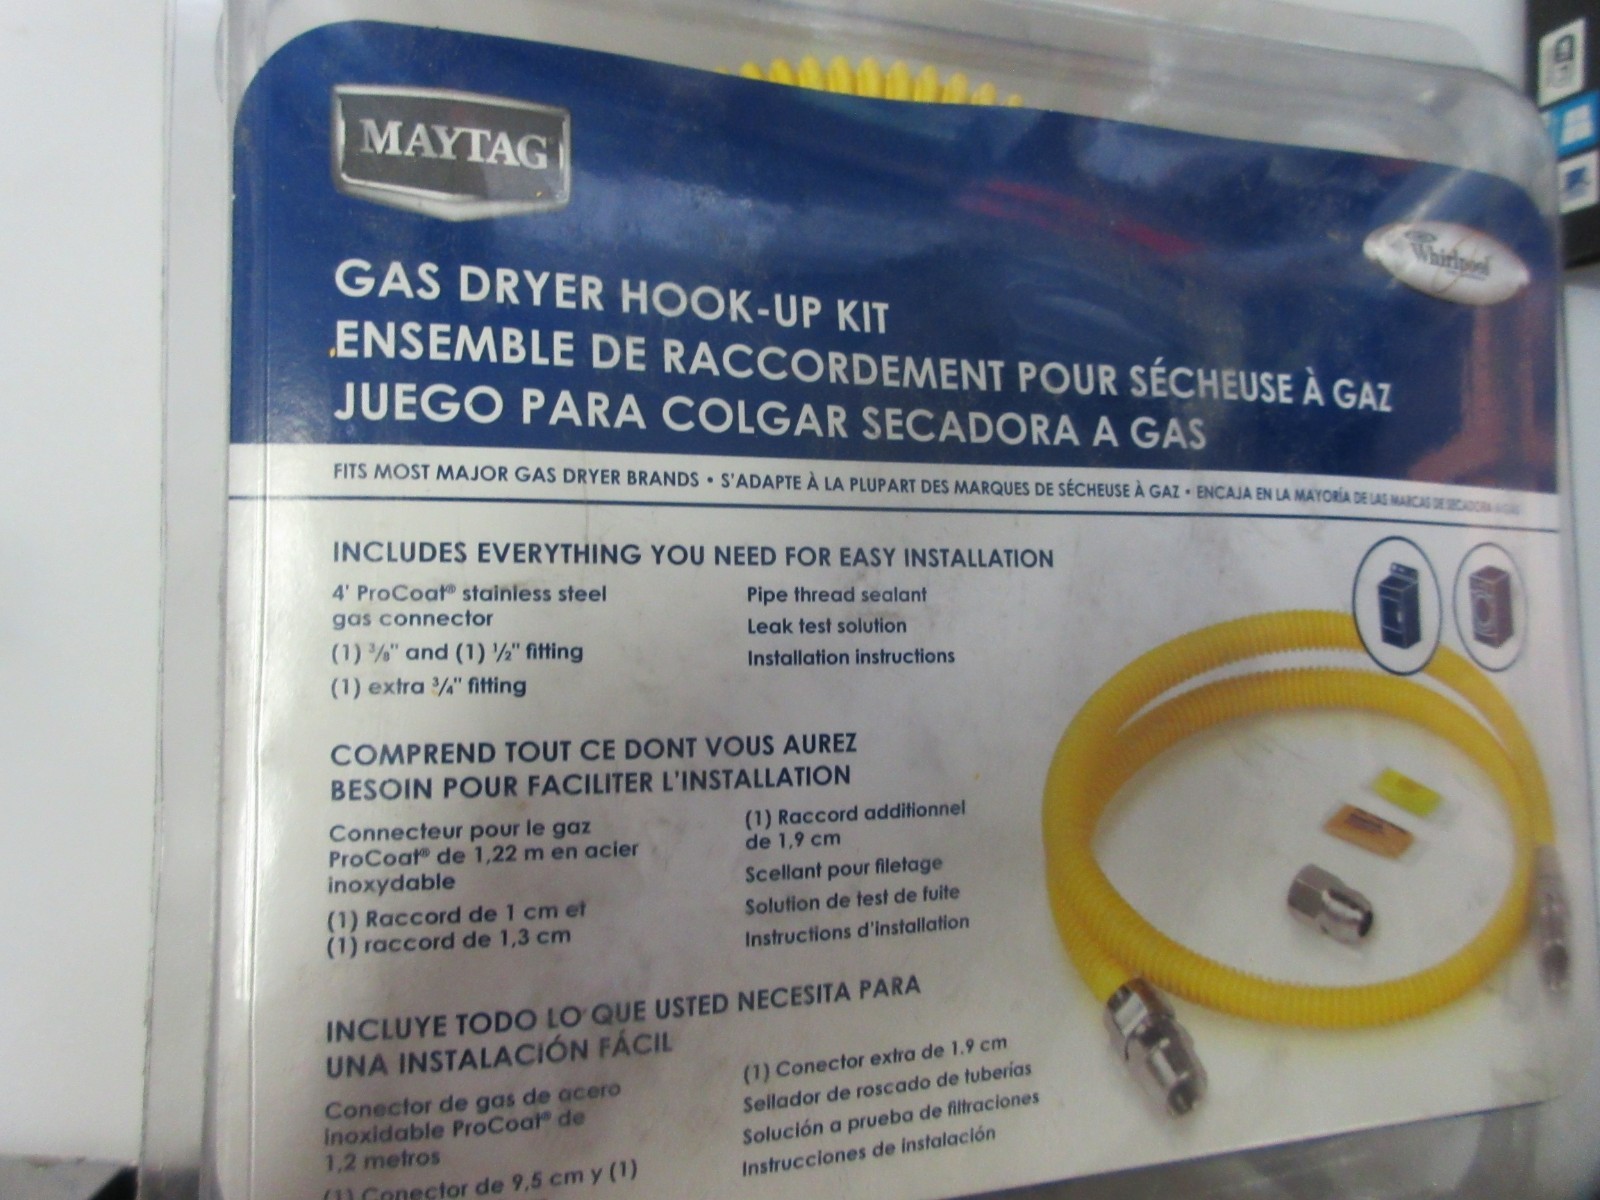 MAYTAG
Whirlpool
GAS DRYER HOOK-UP KIT
ENSEMBLE DE RACCORDEMENT POUR SÉCHEUSE À GAZ
JUEGO PARA COLGAR SECADORA A GAS
FITS MOST MAJOR GAS DRYER BRANDS • S'ADAPTE À LA PLUPART DES MARQUES DE SÉCHEUSE À GAZ • ENCAJA EN LA MAYORÍA DE LAS MARCAS DE SECADORA A GAS
INCLUDES EVERYTHING YOU NEED FOR EASY INSTALLATION
4' ProCoat® stainless steel
gas connector
(1) 3/8" and (1) 1/2" fitting
(1) extra 3/4" fitting
Pipe thread sealant
Leak test solution
Installation instructions
COMPREND TOUT CE DONT VOUS AUREZ
BESOIN POUR FACILITER L'INSTALLATION
Connecteur pour le gaz
ProCoat® de 1,22 m en acier
inoxydable
(1) Raccord de 1 cm et
(1) raccord de 1,3 cm
(1) Raccord additionnel
de 1,9 cm
Scellant pour filetage
Solution de test de fuite
Instructions d'installation
INCLUYE TODO LO QUE USTED NECESITA PARA
UNA INSTALACIÓN FÁCIL
Conector de gas de acero
inoxidable ProCoat® de
1,2 metros
(1) Conector de 9,5 cm y (1)
(1) Conector extra de 1.9 cm
Sellador de roscado de tuberías
Solución a prueba de filtraciones
Instrucciones de instalación